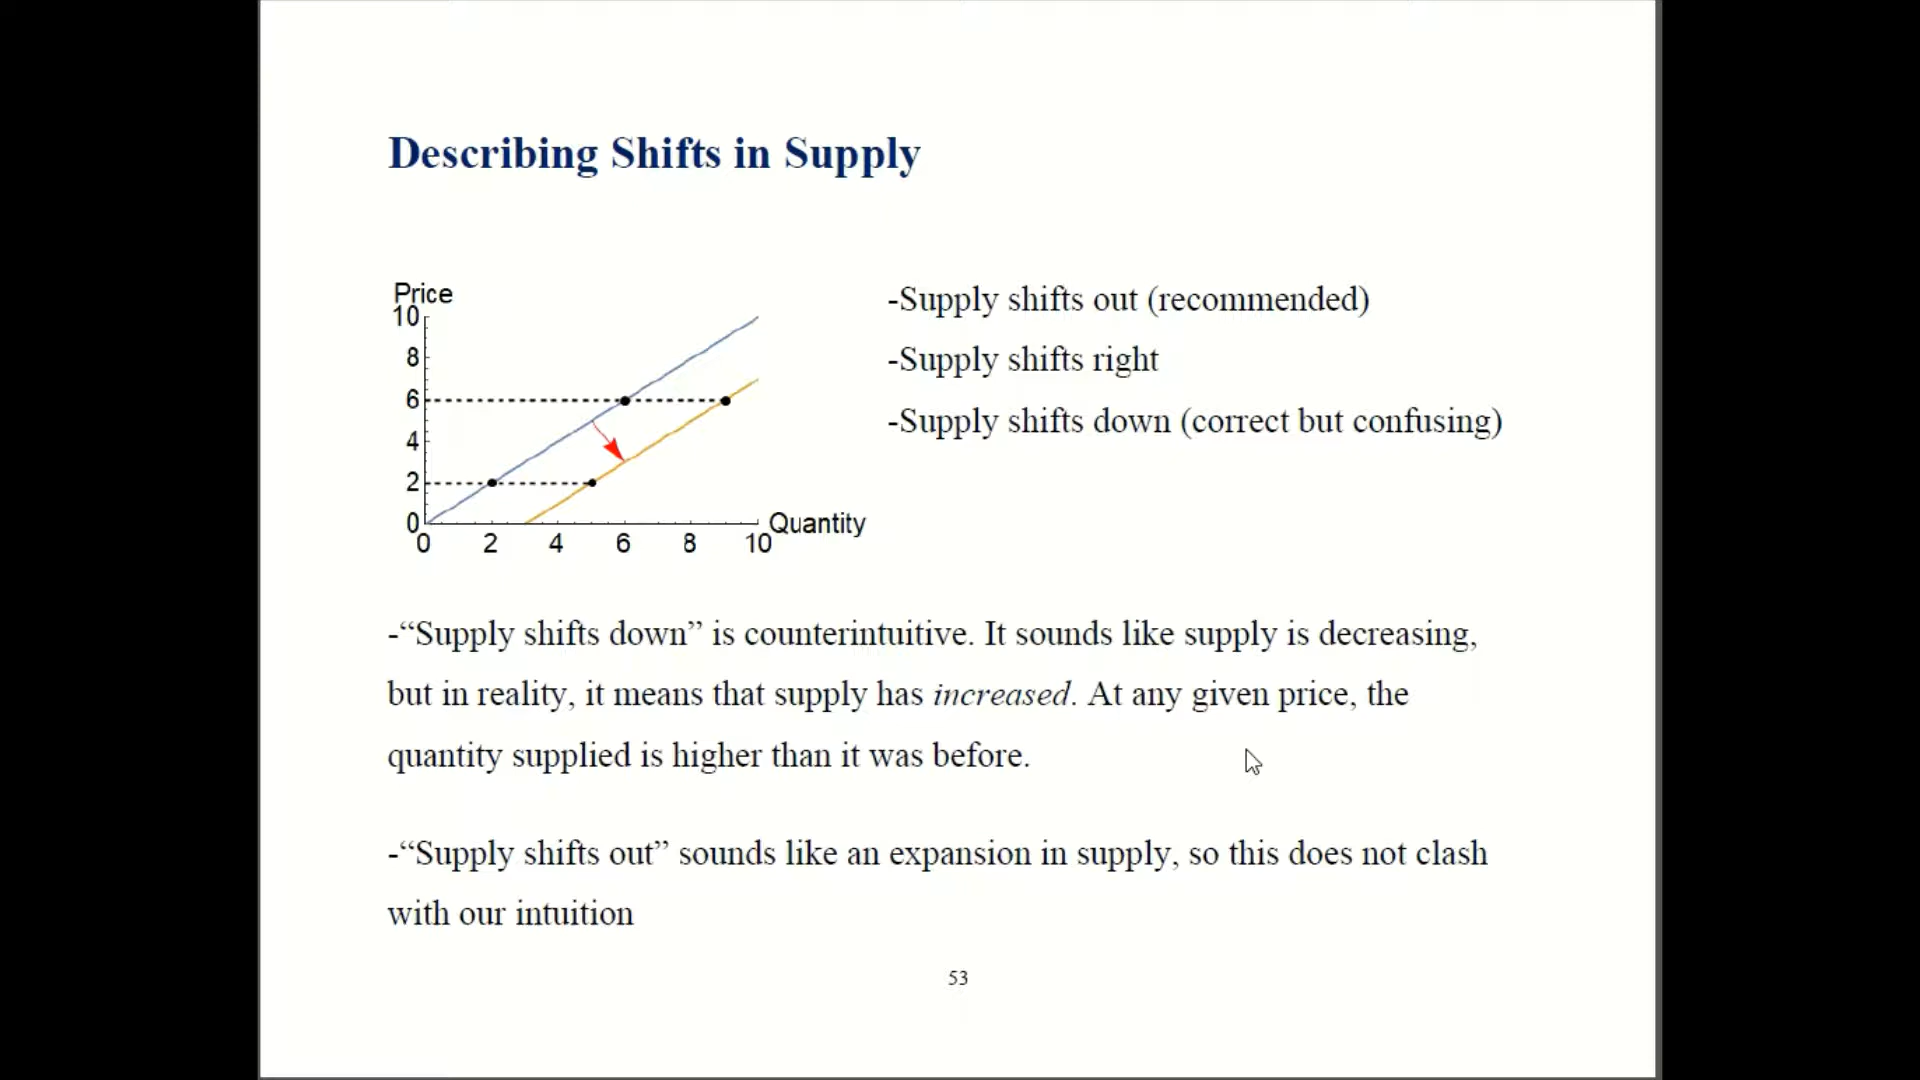 Describing Shifts in Supply
Price
10
8
6
4
2
0
0 2 4 6 8 10
Quantity
-Supply shifts out (recommended)
-Supply shifts right
-Supply shifts down (correct but confusing)
-“Supply shifts down” is counterintuitive. It sounds like supply is decreasing,
but in reality, it means that supply has increased. At any given price, the
quantity supplied is higher than it was before.
-“Supply shifts out” sounds like an expansion in supply, so this does not clash
with our intuition
53